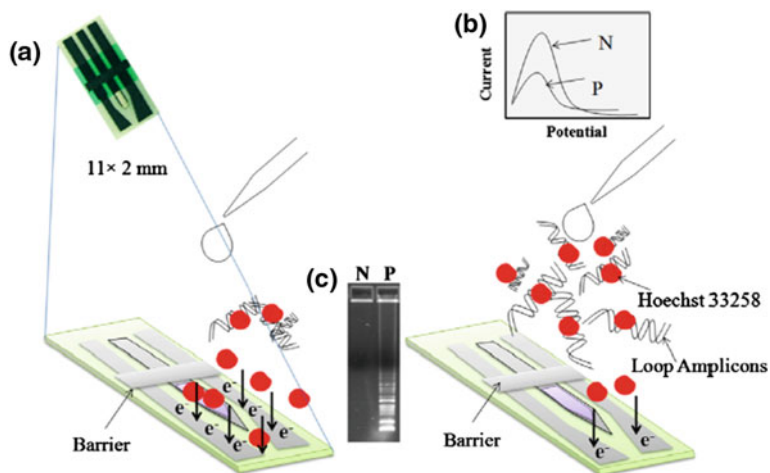 (a)
11× 2 mm
Barrier
e⁻
e⁻
e⁻
e⁻
e⁻
e⁻
(c)
N P
(b)
Current
N
P
Potential
Hoechst 33258
Loop Amplicons
Barrier
e⁻
e⁻